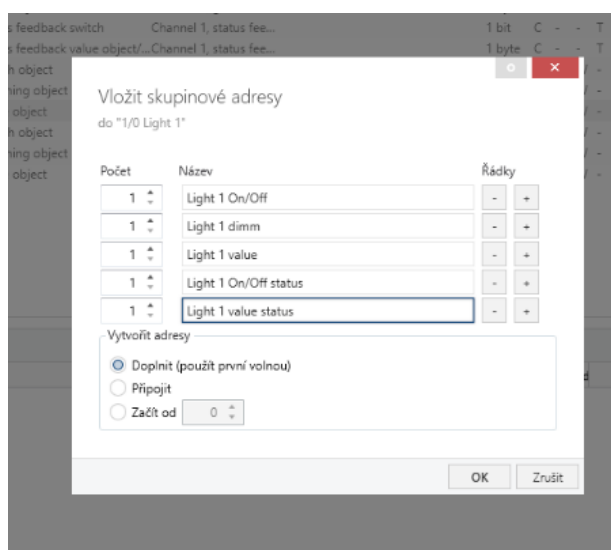 s feedback switch Channel 1, status fee... 1 bit C - - T
s feedback value object/... Channel 1, status fee... 1 byte C - - T
h object
ning object
object
h object
ning object
object
Vložit skupinové adresy
do "1/0 Light 1"
Počet Název Řádky
1 Light 1 On/Off - +
1 Light 1 dimm - +
1 Light 1 value - +
1 Light 1 On/Off status - +
1 Light 1 value status - +
Vytvořit adresy
Doplnit (použít první volnou)
Připojit
Začít od 0
OK Zrušit